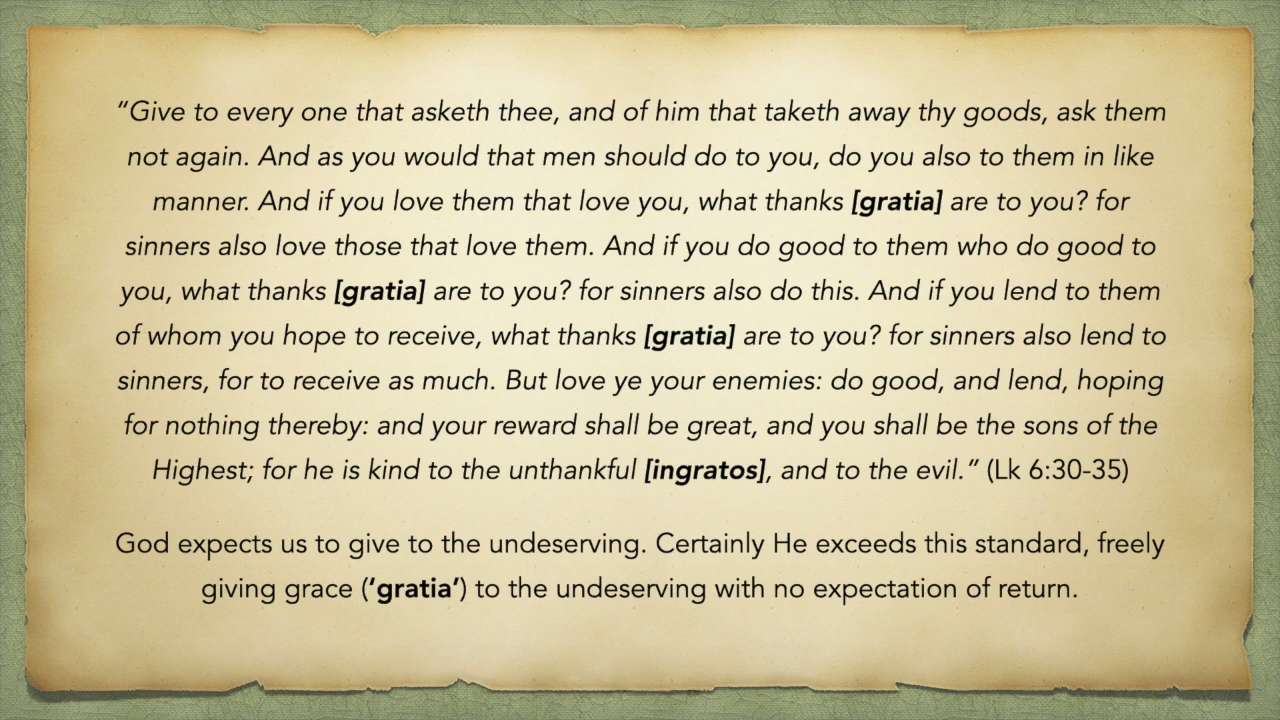 “Give to every one that asketh thee, and of him that taketh away thy goods, ask them
not again. And as you would that men should do to you, do you also to them in like
manner. And if you love them that love you, what thanks [gratia] are to you? for
sinners also love those that love them. And if you do good to them who do good to
you, what thanks [gratia] are to you? for sinners also do this. And if you lend to them
of whom you hope to receive, what thanks [gratia] are to you? for sinners also lend to
sinners, for to receive as much. But love ye your enemies: do good, and lend, hoping
for nothing thereby: and your reward shall be great, and you shall be the sons of the
Highest; for he is kind to the unthankful [ingratos], and to the evil.” (Lk 6:30-35)
God expects us to give to the undeserving. Certainly He exceeds this standard, freely
giving grace (’gratia’) to the undeserving with no expectation of return.